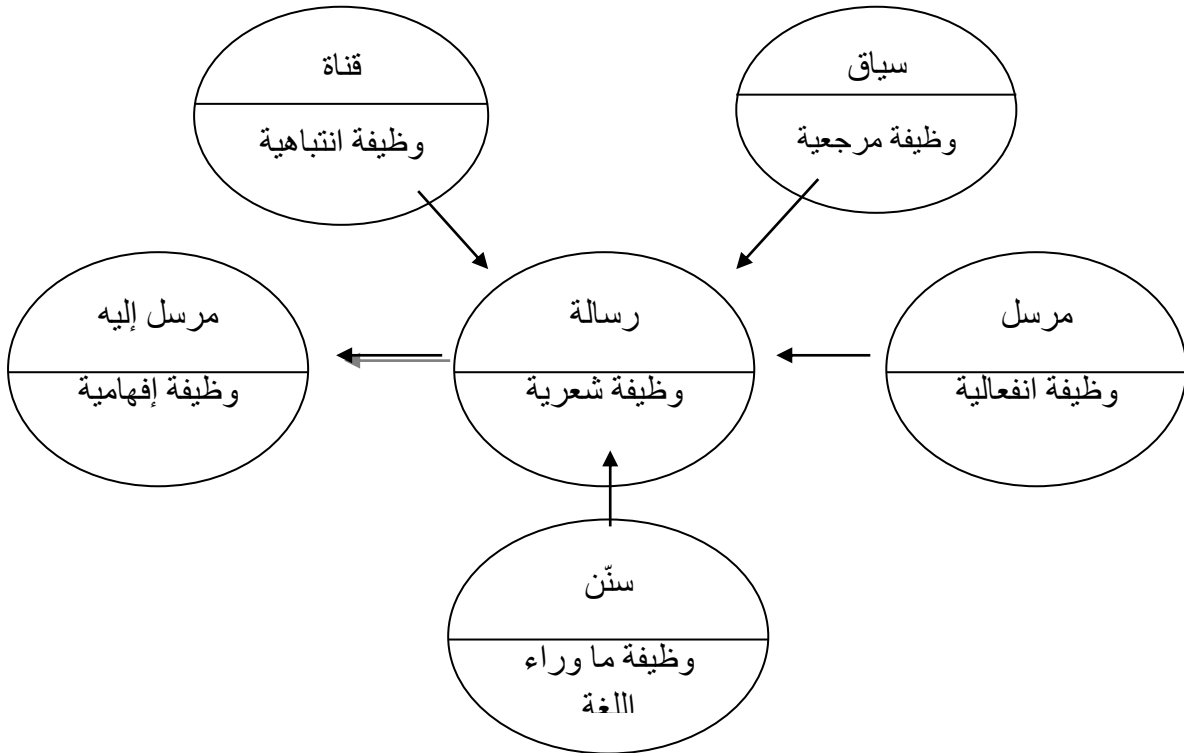 سياق
وظيفة مرجعية
قناة
وظيفة انتباهية
مرسل
وظيفة انفعالية
رسالة
وظيفة شعرية
مرسل إليه
وظيفة إفهامية
سنّن
وظيفة ما وراء
اللغة